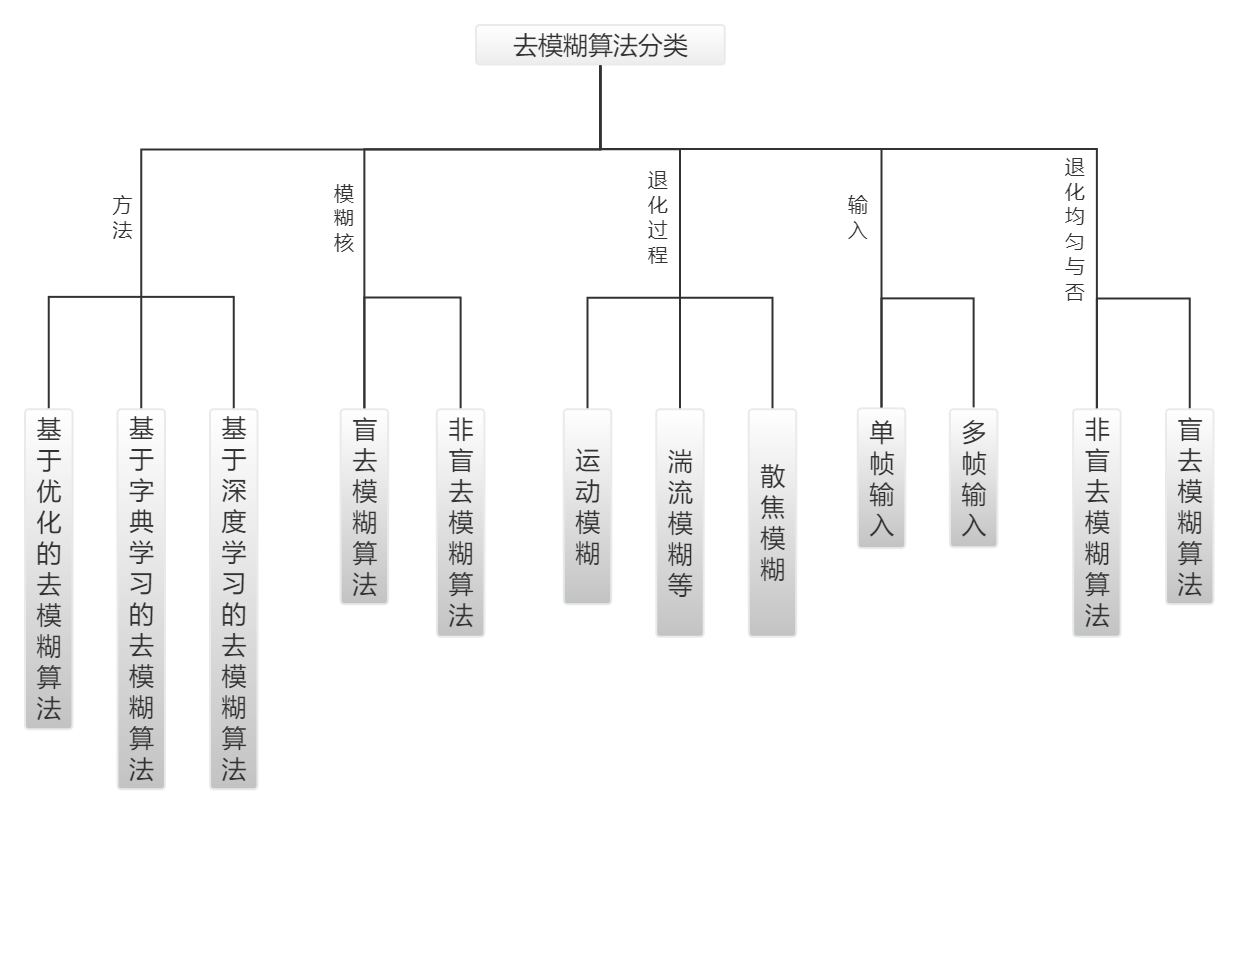 去模糊算法分类
方法
模糊核
退化过程
输入
退化均匀与否
基于优化的去模糊算法
基于字典学习的去模糊算法
基于深度学习的去模糊算法
盲去模糊算法
非盲去模糊算法
运动模糊
湍流模糊等
散焦模糊
单帧输入
多帧输入
非盲去模糊算法
盲去模糊算法